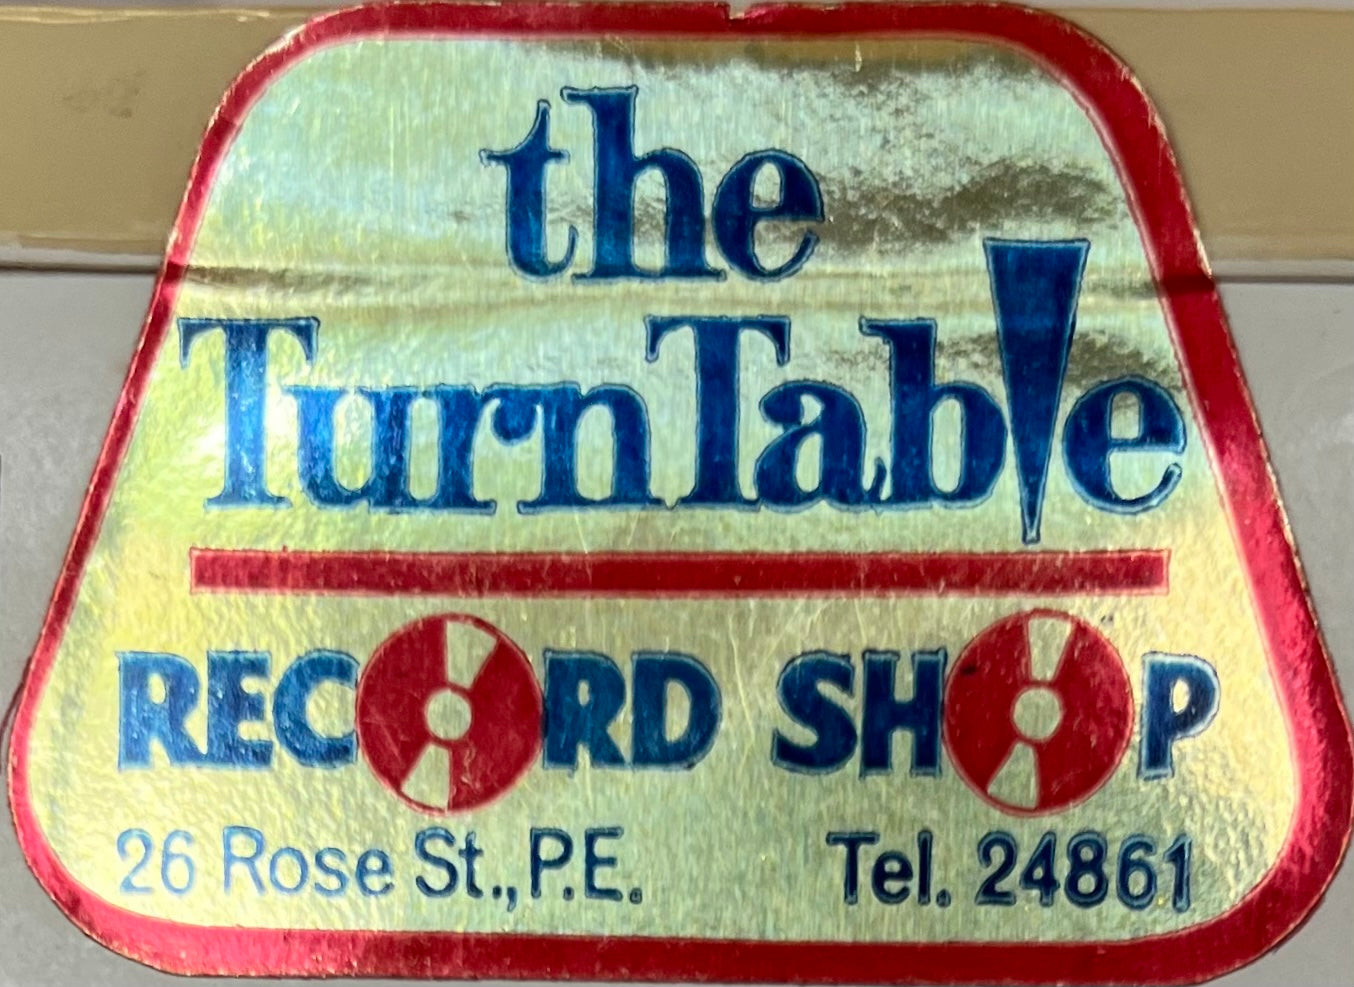 the
TurnTable
RECORD SHOP
26 Rose St., P.E. Tel. 24861